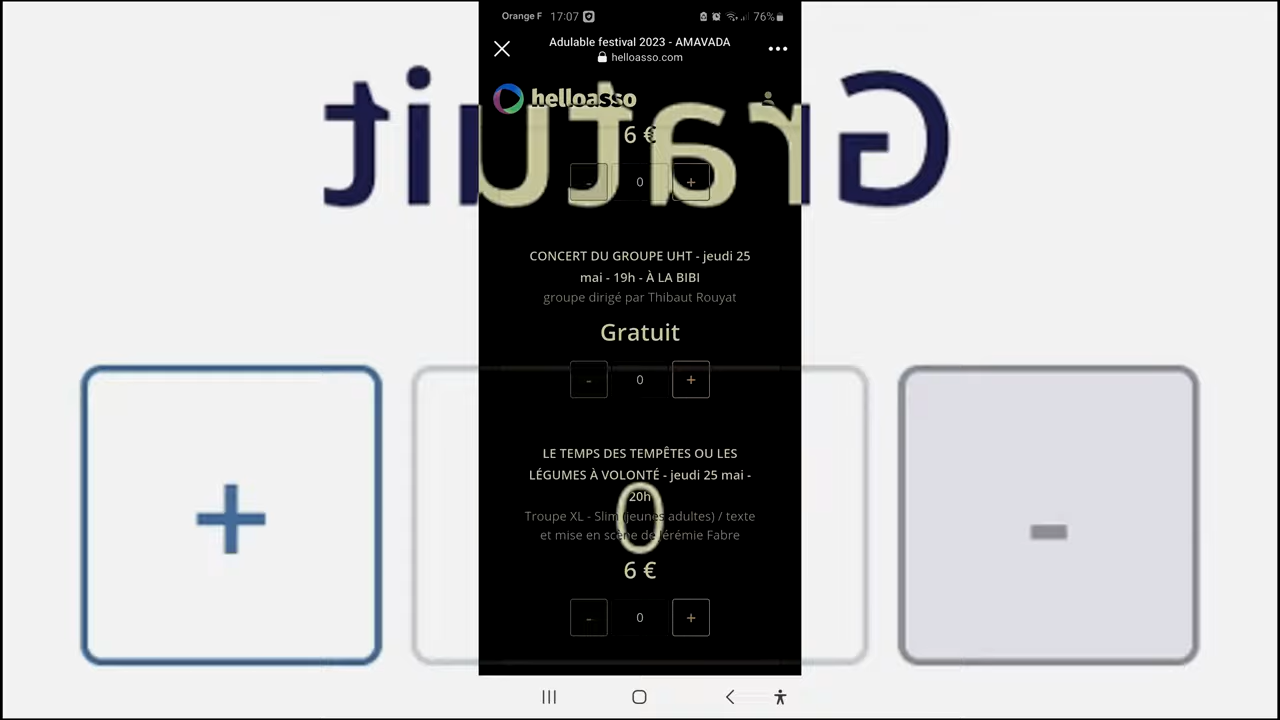 Orange F 17:07 76%
Adulable festival 2023 - AMAVADA
helloasso.com
helloasso
Gratuit
6 €
- 0 +
CONCERT DU GROUPE UHT - jeudi 25
mai - 19h - À LA BIBI
groupe dirigé par Thibaut Rouyat
Gratuit
- 0 +
+ 0 -
LE TEMPS DES TEMPÊTES OU LES
LÉGUMES À VOLONTÉ - jeudi 25 mai -
20h
Troupe XL - Slim (jeunes adultes) / texte
et mise en scène de Jérémie Fabre
6 €
- 0 +